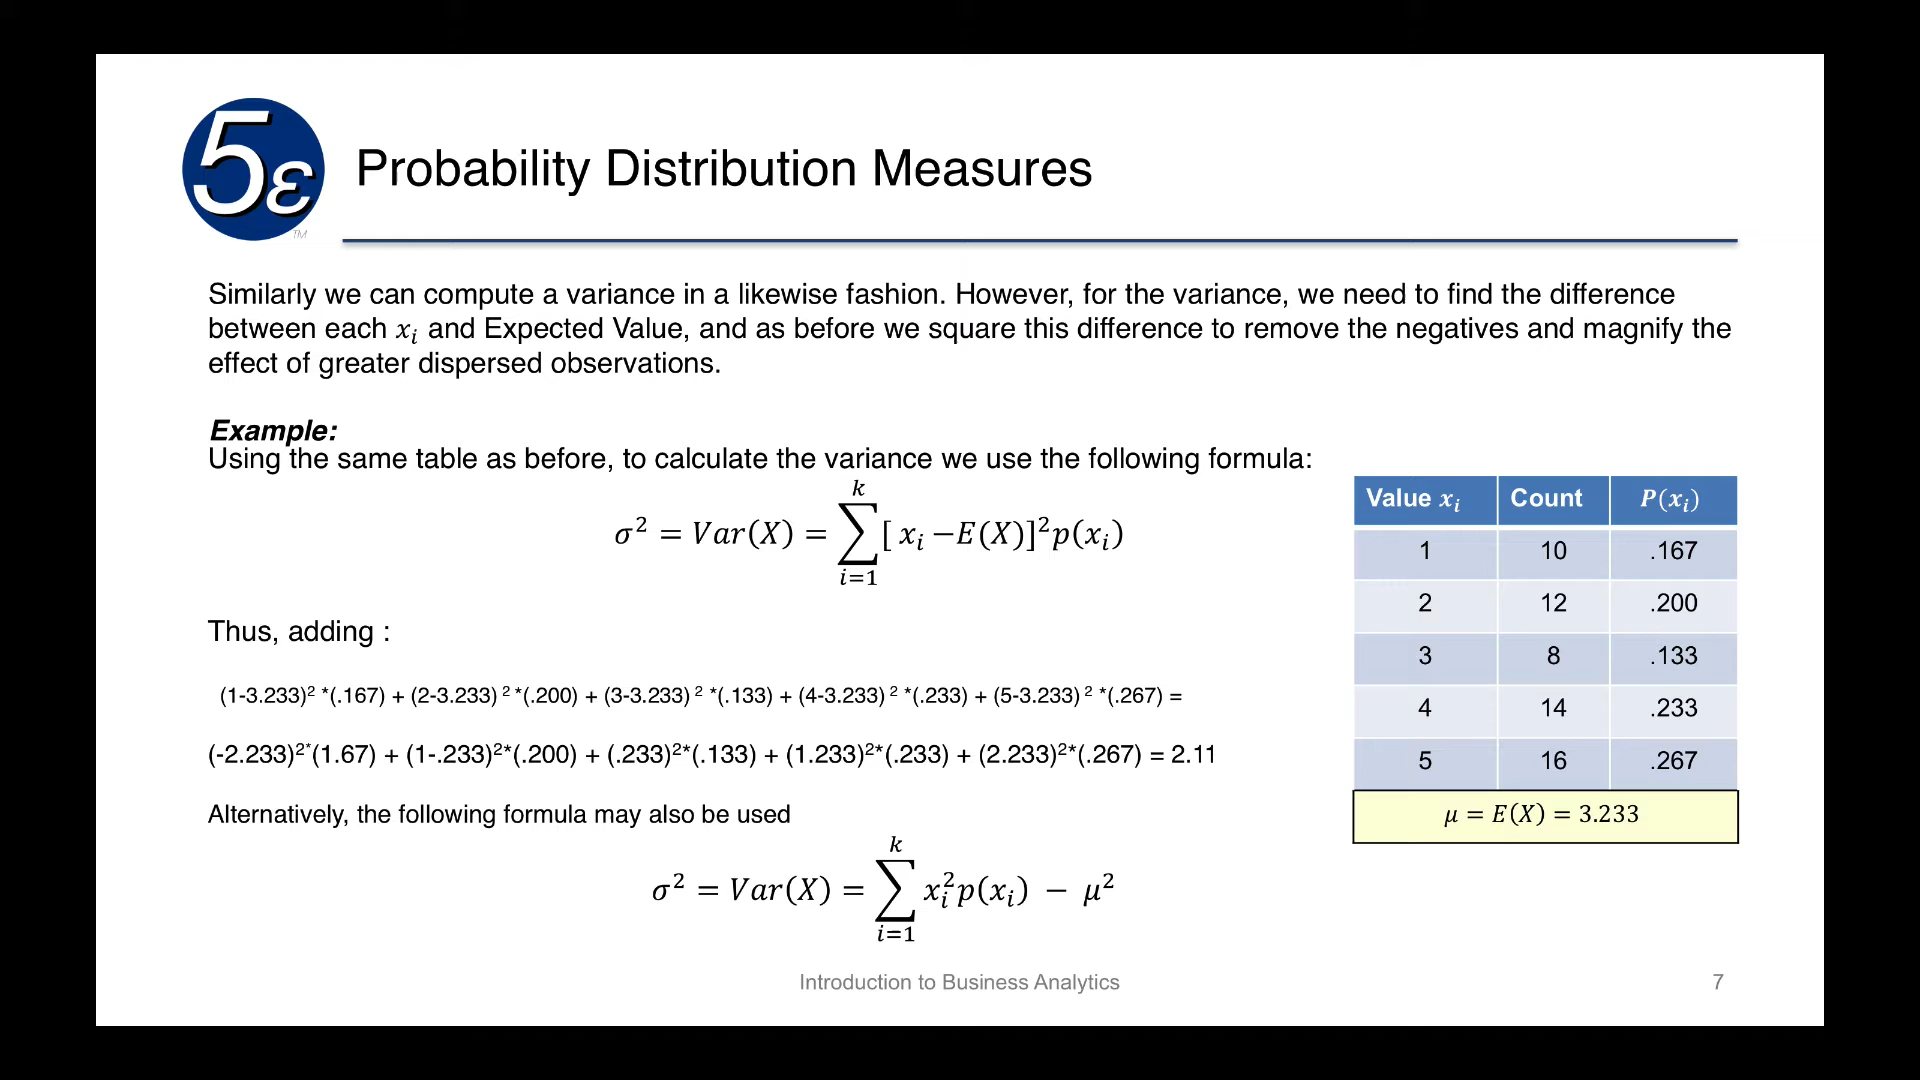 5ε
TM
Probability Distribution Measures
Similarly we can compute a variance in a likewise fashion. However, for the variance, we need to find the difference
between each xᵢ and Expected Value, and as before we square this difference to remove the negatives and magnify the
effect of greater dispersed observations.
Example:
Using the same table as before, to calculate the variance we use the following formula:
σ² = Var(X) = ∑ᵢ₌₁ᵏ [ xᵢ −E(X)]²p(xᵢ)
Thus, adding :
(1-3.233)² *(.167) + (2-3.233) ² *(.200) + (3-3.233) ² *(.133) + (4-3.233) ² *(.233) + (5-3.233) ² *(.267) =
(-2.233)²*(1.67) + (1-.233)²*(.200) + (.233)²*(.133) + (1.233)²*(.233) + (2.233)²*(.267) = 2.11
Alternatively, the following formula may also be used
σ² = Var(X) = ∑ᵢ₌₁ᵏ xᵢ²p(xᵢ) − μ²
Value xᵢ Count P(xᵢ)
1 10 .167
2 12 .200
3 8 .133
4 14 .233
5 16 .267
μ = E(X) = 3.233
Introduction to Business Analytics
7